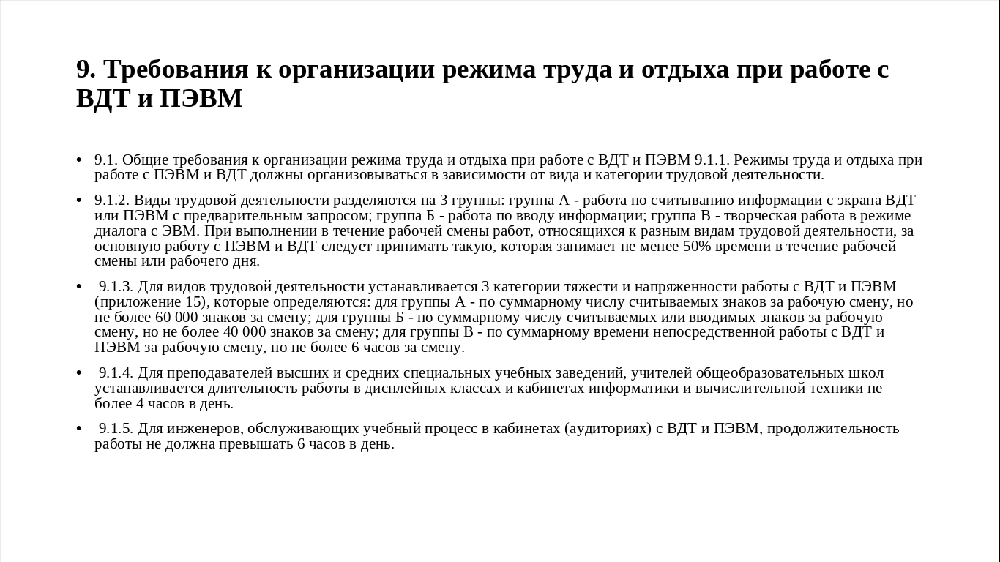 9. Требования к организации режима труда и отдыха при работе с
ВДТ и ПЭВМ
• 9.1. Общие требования к организации режима труда и отдыха при работе с ВДТ и ПЭВМ 9.1.1. Режимы труда и отдыха при
работе с ПЭВМ и ВДТ должны организовываться в зависимости от вида и категории трудовой деятельности.
• 9.1.2. Виды трудовой деятельности разделяются на 3 группы: группа А - работа по считыванию информации с экрана ВДТ
или ПЭВМ с предварительным запросом; группа Б - работа по вводу информации; группа В - творческая работа в режиме
диалога с ЭВМ. При выполнении в течение рабочей смены работ, относящихся к разным видам трудовой деятельности, за
основную работу с ПЭВМ и ВДТ следует принимать такую, которая занимает не менее 50% времени в течение рабочей
смены или рабочего дня.
• 9.1.3. Для видов трудовой деятельности устанавливается 3 категории тяжести и напряженности работы с ВДТ и ПЭВМ
(приложение 15), которые определяются: для группы А - по суммарному числу считываемых знаков за рабочую смену, но
не более 60 000 знаков за смену; для группы Б - по суммарному числу считываемых или вводимых знаков за рабочую
смену, но не более 40 000 знаков за смену; для группы В - по суммарному времени непосредственной работы с ВДТ и
ПЭВМ за рабочую смену, но не более 6 часов за смену.
• 9.1.4. Для преподавателей высших и средних специальных учебных заведений, учителей общеобразовательных школ
устанавливается длительность работы в дисплейных классах и кабинетах информатики и вычислительной техники не
более 4 часов в день.
• 9.1.5. Для инженеров, обслуживающих учебный процесс в кабинетах (аудиториях) с ВДТ и ПЭВМ, продолжительность
работы не должна превышать 6 часов в день.